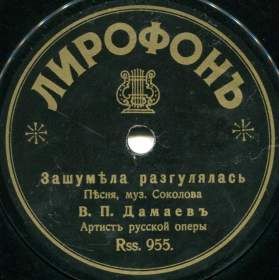 ЛИРОФОНЪ
Зашумѣла разгулялась
Пѣсня, муз. Соколова
В. П. Дамаевъ
Артистъ русской оперы
Rss. 955.